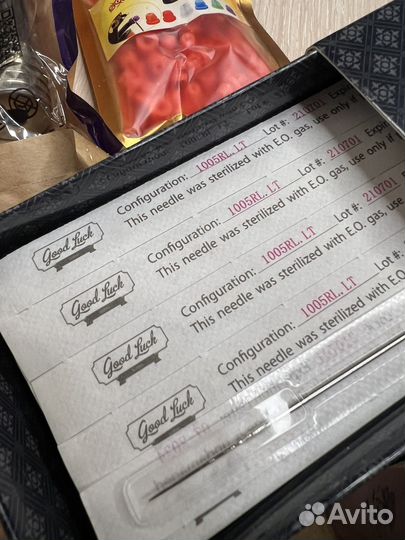 Good Luck
Configuration: 1005RL. LT Lot #: 210701 Expi
This needle was sterilized with E.O. gas, use only if
Good Luck
Configuration: 1005RL. LT Lot #: 210701 Exp
This needle was sterilized with E.O. gas, use only if
Good Luck
Configuration: 1005RL. LT Lot #: 210701
This needle was sterilized with E.O. gas, use
Good Luck
Configuration: 1005RL. LT Lot #:
This needle was sterilized with E.O.
Avito